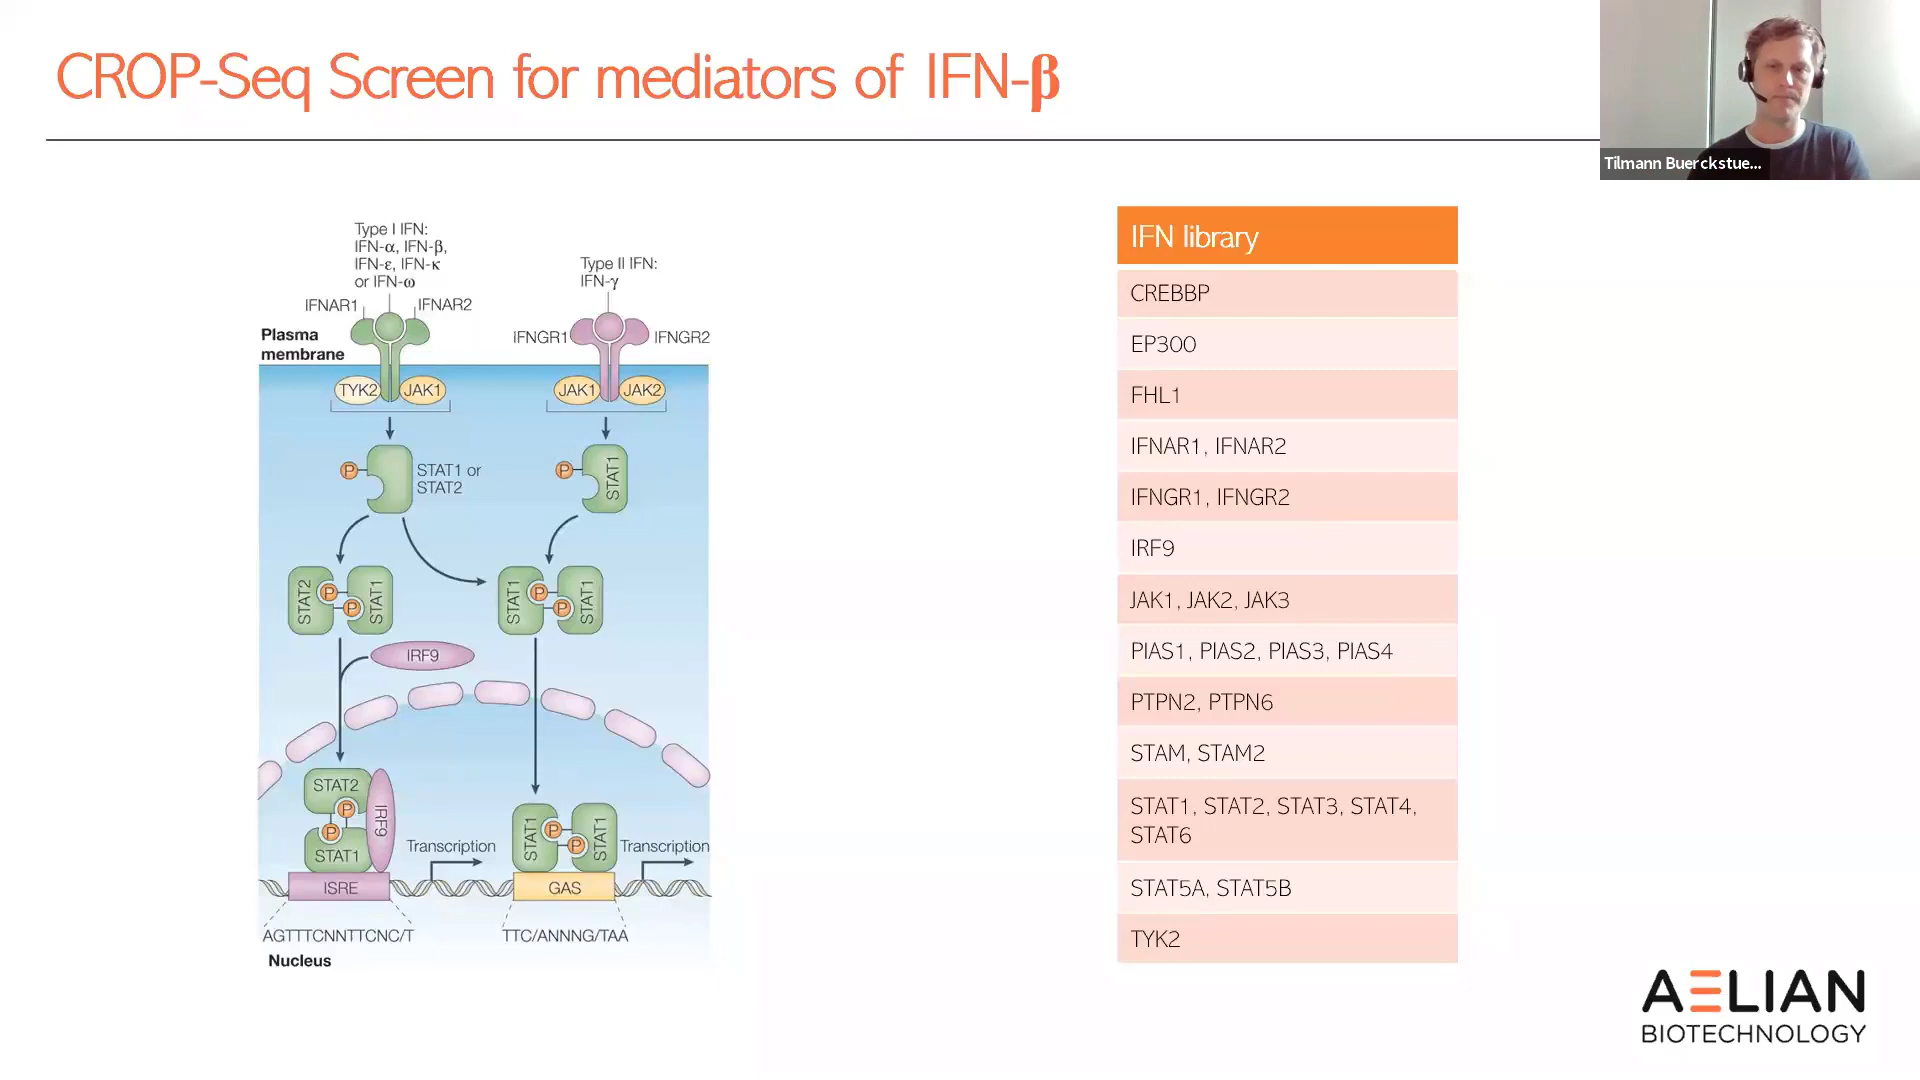 CROP-Seq Screen for mediators of IFN-β
Tilmann Buerckstue...
Type I IFN:
IFN-α, IFN-β,
IFN-ε, IFN-κ
or IFN-ω
IFNAR1
IFNAR2
Type II IFN:
IFN-γ
IFNGR1
IFNGR2
Plasma
membrane
TYK2
JAK1
JAK1
JAK2
P
STAT1 or
STAT2
P
STAT1
STAT2
P
P
STAT1
STAT1
P
P
STAT1
IRF9
STAT2
P
P
STAT1
IRF9
Transcription
STAT1
P
P
STAT1
Transcription
ISRE
GAS
AGTTTCNNTTCNC/T
TTC/ANNNG/TAA
Nucleus
IFN library
CREBBP
EP300
FHL1
IFNAR1, IFNAR2
IFNGR1, IFNGR2
IRF9
JAK1, JAK2, JAK3
PIAS1, PIAS2, PIAS3, PIAS4
PTPN2, PTPN6
STAM, STAM2
STAT1, STAT2, STAT3, STAT4,
STAT6
STAT5A, STAT5B
TYK2
AELIAN
BIOTECHNOLOGY